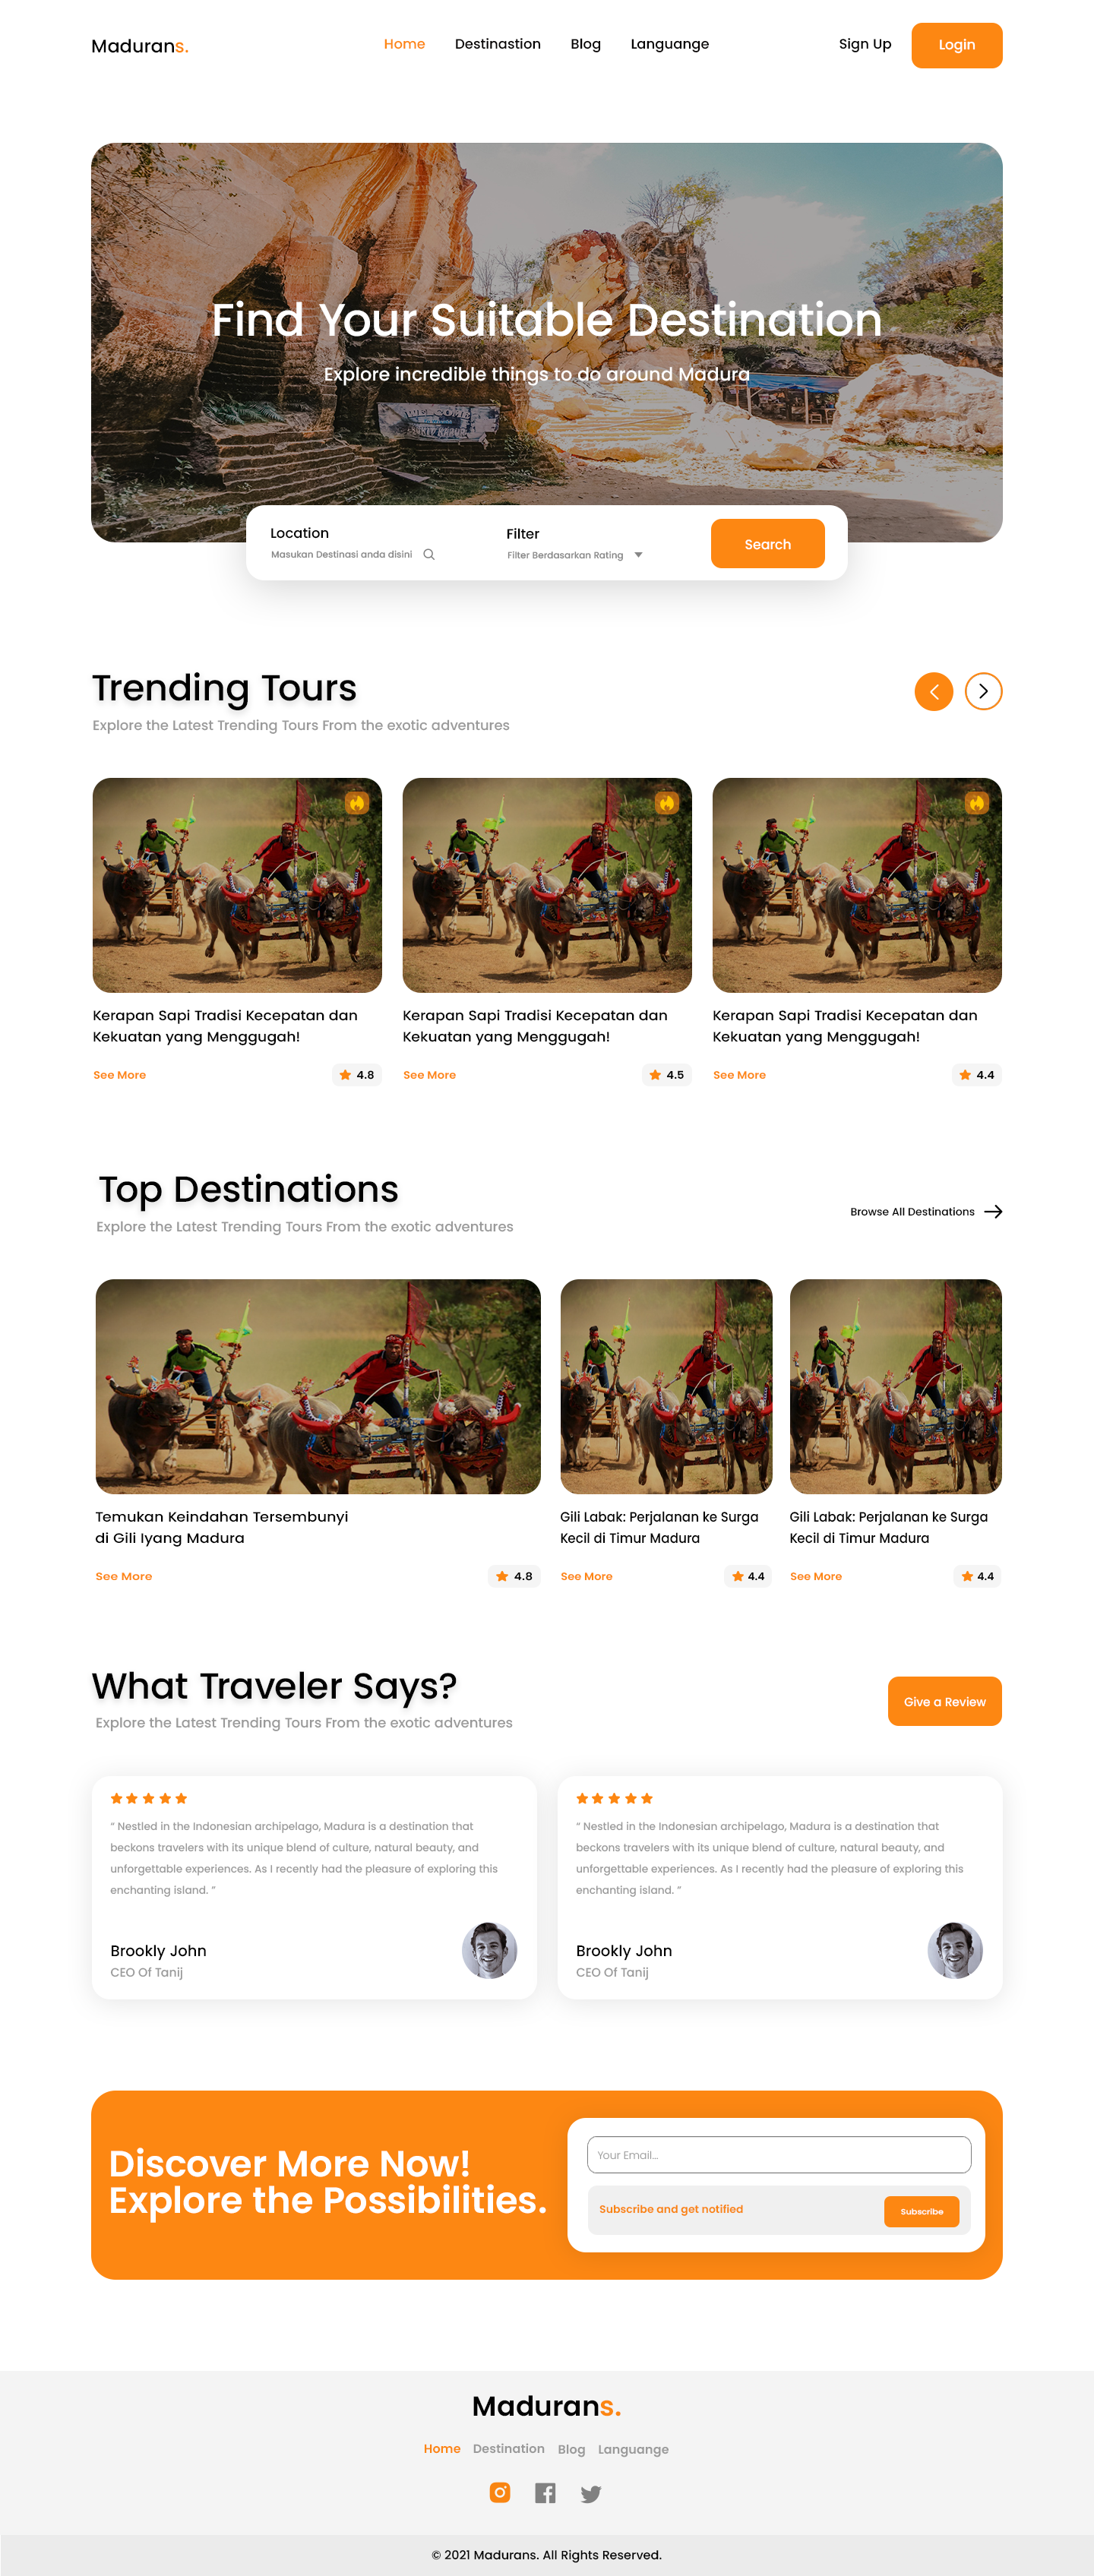 Madurans.
Home Destinastion Blog Languange
Sign Up Login
Find Your Suitable Destination
Explore incredible things to do around Madura
WELCOME
Location
Masukan Destinasi anda disini
Filter
Filter Berdasarkan Rating
Search
Trending Tours
Explore the Latest Trending Tours From the exotic adventures
Kerapan Sapi Tradisi Kecepatan dan
Kekuatan yang Menggugah!
See More 4.8
Kerapan Sapi Tradisi Kecepatan dan
Kekuatan yang Menggugah!
See More 4.5
Kerapan Sapi Tradisi Kecepatan dan
Kekuatan yang Menggugah!
See More 4.4
Top Destinations
Explore the Latest Trending Tours From the exotic adventures
Browse All Destinations
Temukan Keindahan Tersembunyi
di Gili Iyang Madura
See More 4.8
Gili Labak: Perjalanan ke Surga
Kecil di Timur Madura
See More 4.4
Gili Labak: Perjalanan ke Surga
Kecil di Timur Madura
See More 4.4
What Traveler Says?
Explore the Latest Trending Tours From the exotic adventures
Give a Review
“ Nestled in the Indonesian archipelago, Madura is a destination that
beckons travelers with its unique blend of culture, natural beauty, and
unforgettable experiences. As I recently had the pleasure of exploring this
enchanting island. ”
Brookly John
CEO Of Tanij
“ Nestled in the Indonesian archipelago, Madura is a destination that
beckons travelers with its unique blend of culture, natural beauty, and
unforgettable experiences. As I recently had the pleasure of exploring this
enchanting island. ”
Brookly John
CEO Of Tanij
Discover More Now!
Explore the Possibilities.
Your Email...
Subscribe and get notified
Subscribe
Madurans.
Home Destination Blog Languange
© 2021 Madurans. All Rights Reserved.